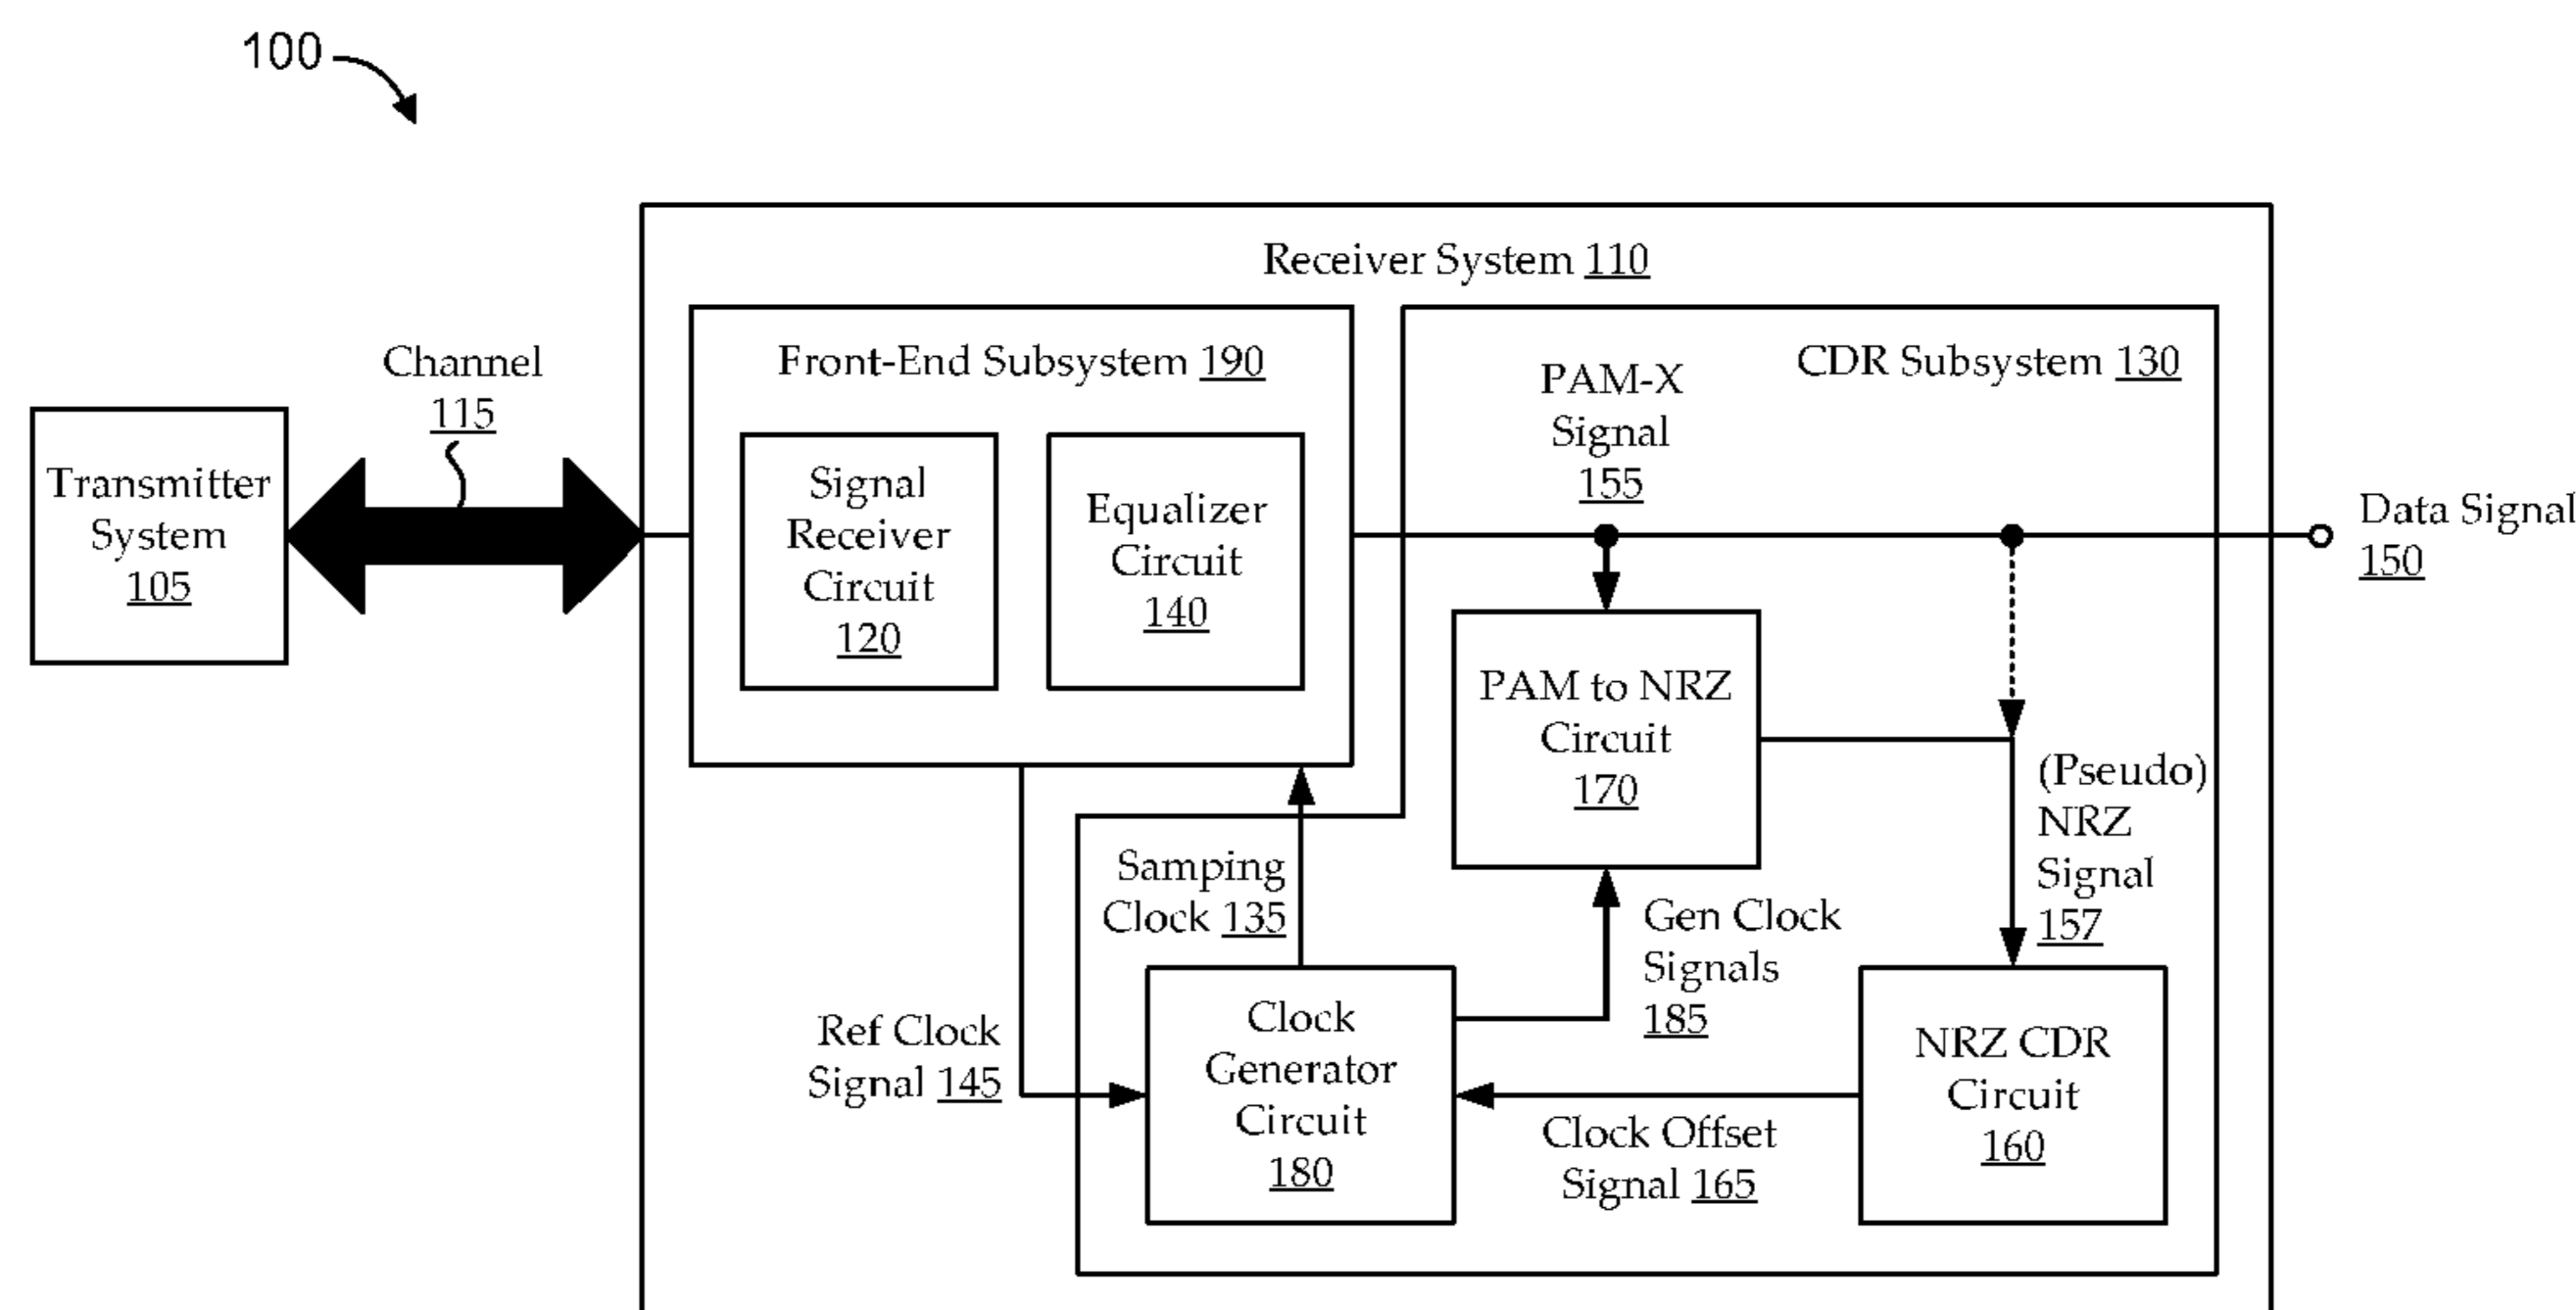 100
Receiver System 110
Front-End Subsystem 190
CDR Subsystem 130
Channel
115
PAM-X
Signal
155
Transmitter
System
105
Signal
Receiver
Circuit
120
Equalizer
Circuit
140
Data Signal
150
PAM to NRZ
Circuit
170
(Pseudo)
NRZ
Signal
157
Samping
Clock 135
Gen Clock
Signals
185
Ref Clock
Signal 145
Clock
Generator
Circuit
180
Clock Offset
Signal 165
NRZ CDR
Circuit
160